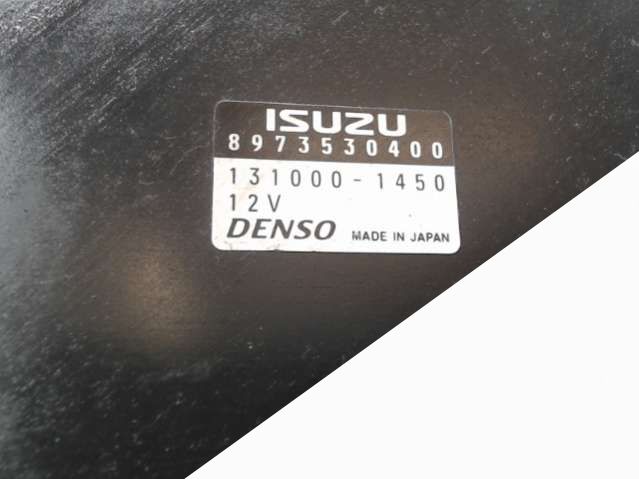 ISUZU
8973530400
131000-1450
12V
DENSO MADE IN JAPAN